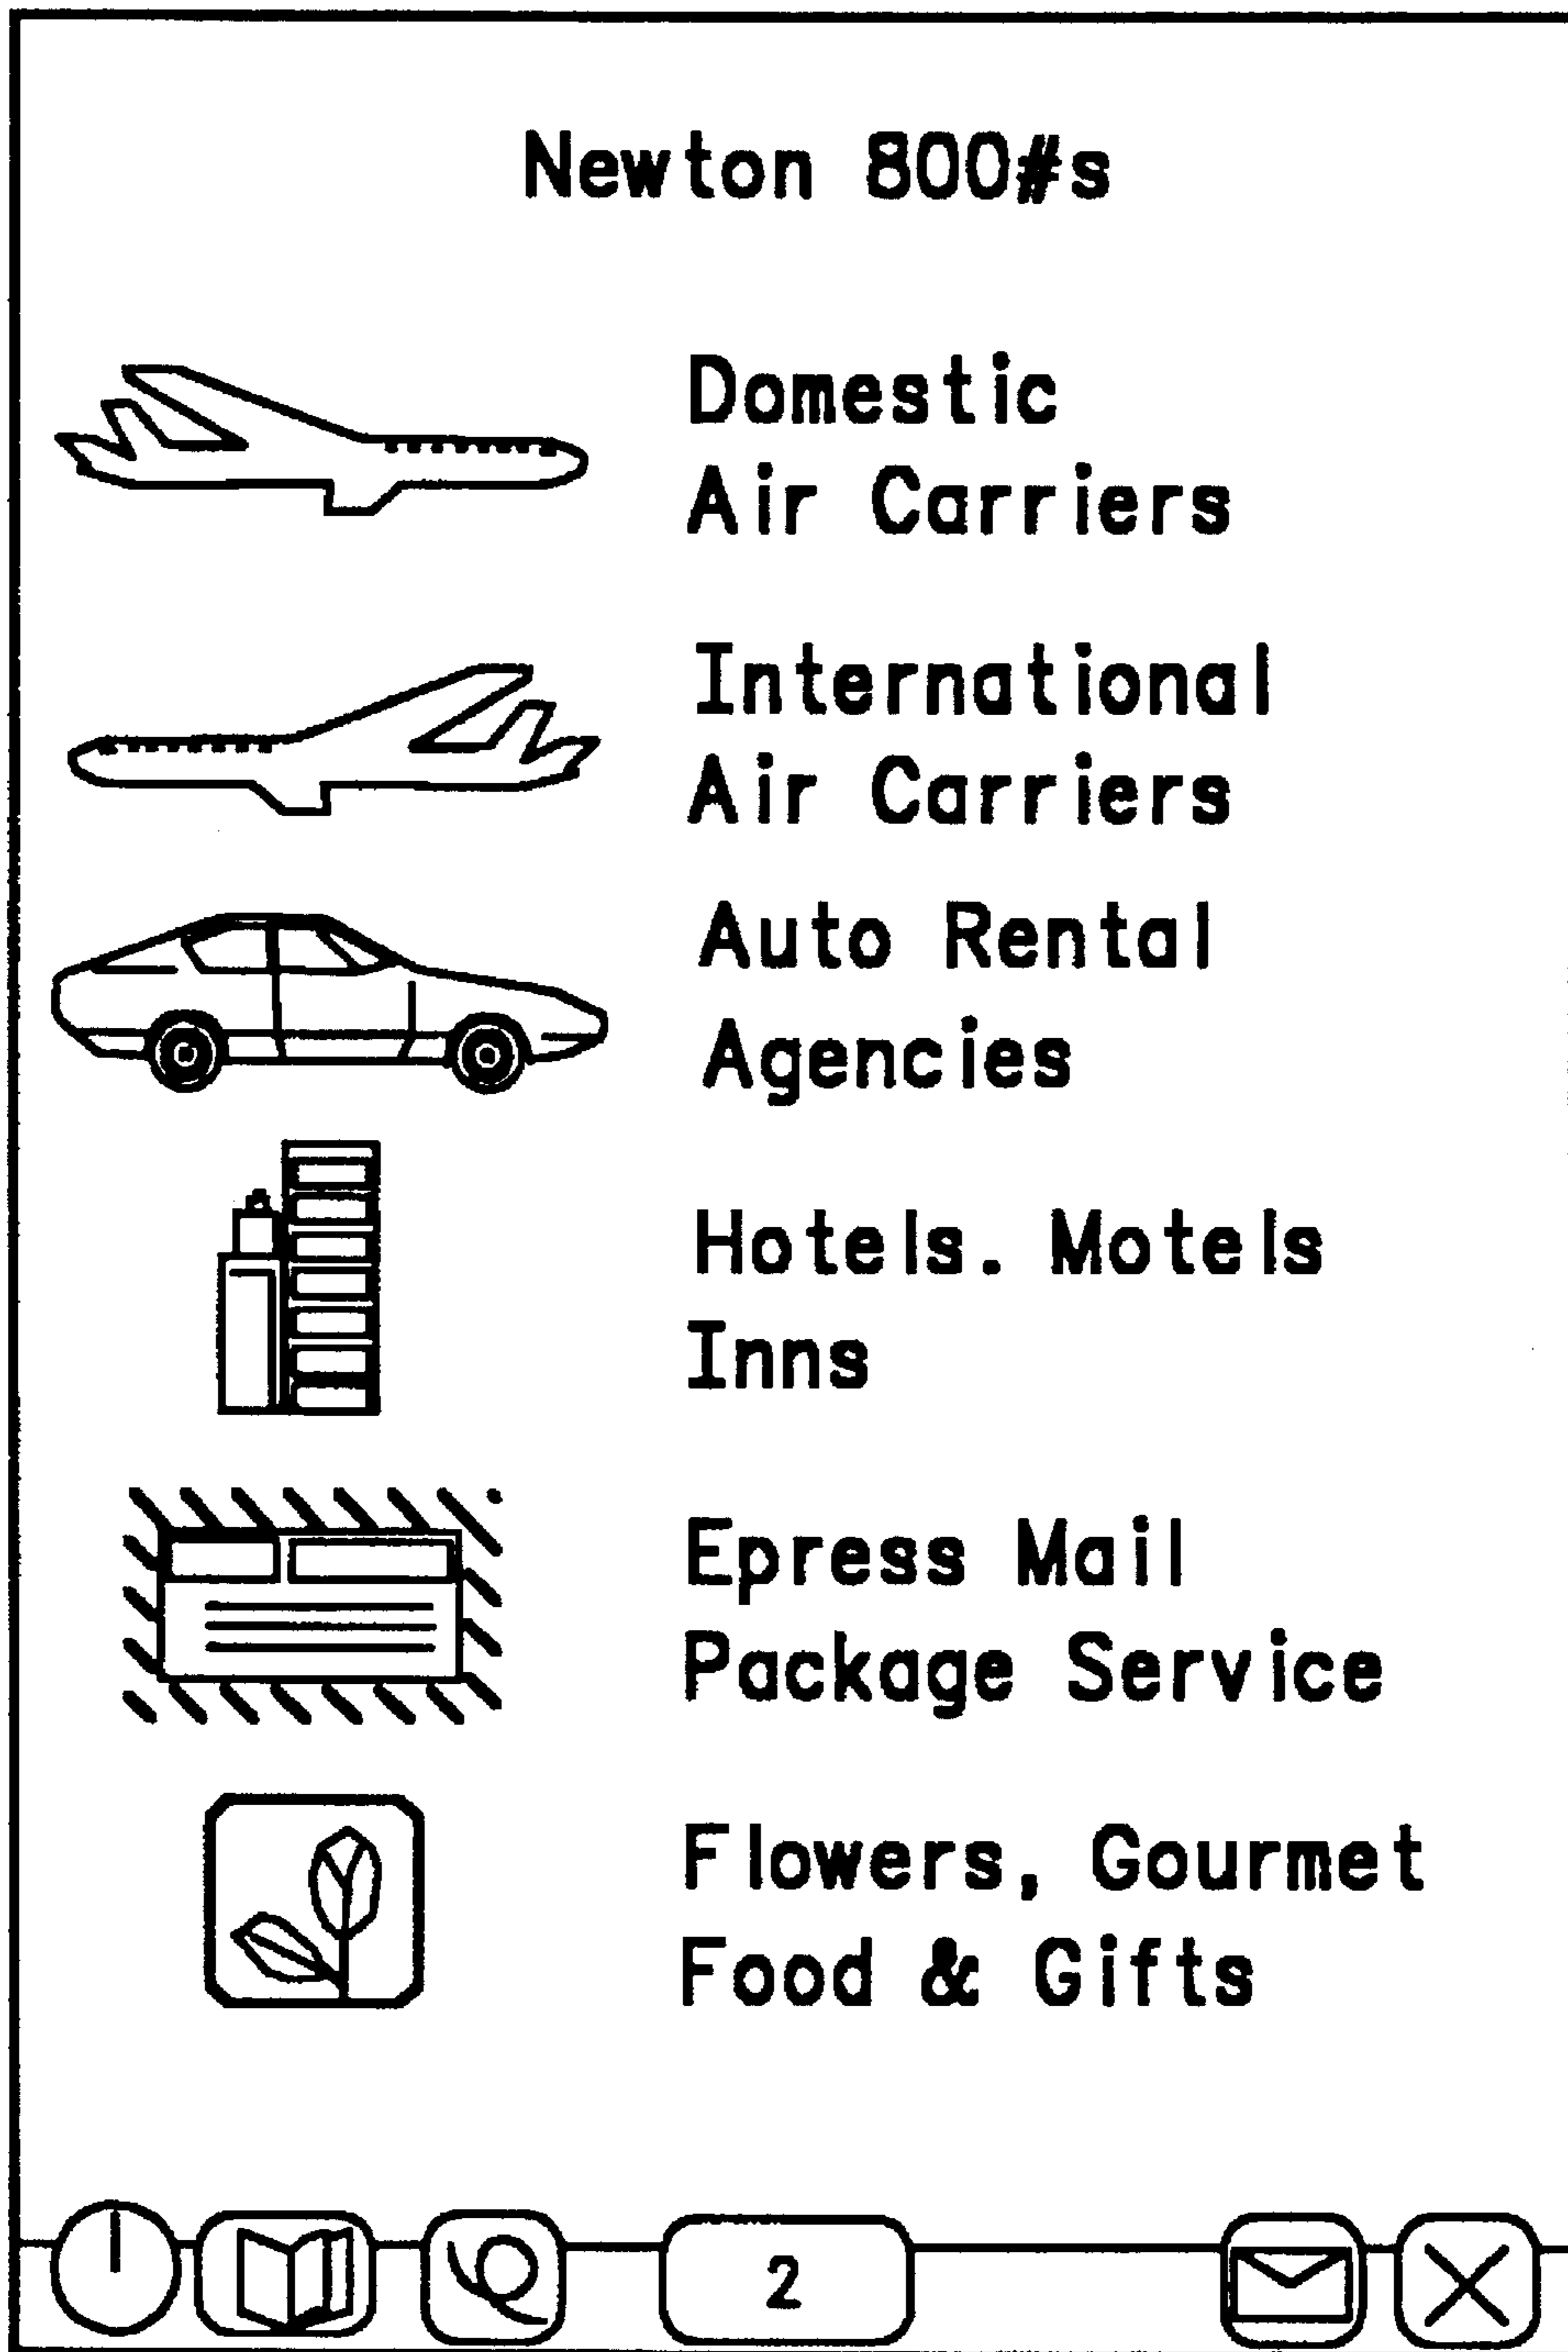 Newton 800#s
Domestic
Air Carriers
International
Air Carriers
Auto Rental
Agencies
Hotels. Motels
Inns
Epress Mail
Package Service
Flowers, Gourmet
Food & Gifts
2